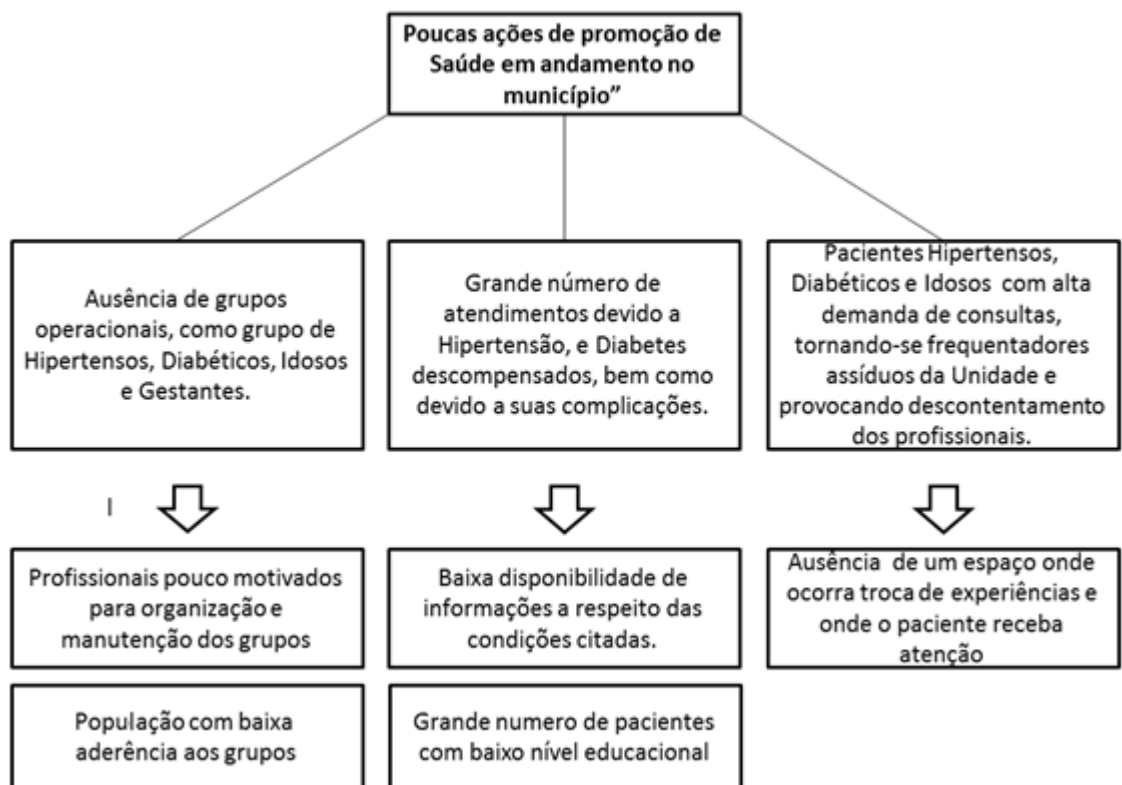 Poucas ações de promoção de
Saúde em andamento no
município”
Ausência de grupos
operacionais, como grupo de
Hipertensos, Diabéticos, Idosos
e Gestantes.
Grande número de
atendimentos devido a
Hipertensão, e Diabetes
descompensados, bem como
devido a suas complicações.
Pacientes Hipertensos,
Diabéticos e Idosos com alta
demanda de consultas,
tornando-se frequentadores
assíduos da Unidade e
provocando descontentamento
dos profissionais.
Profissionais pouco motivados
para organização e
manutenção dos grupos
Baixa disponibilidade de
informações a respeito das
condições citadas.
Ausência de um espaço onde
ocorra troca de experiências e
onde o paciente receba
atenção
População com baixa
aderência aos grupos
Grande numero de pacientes
com baixo nível educacional